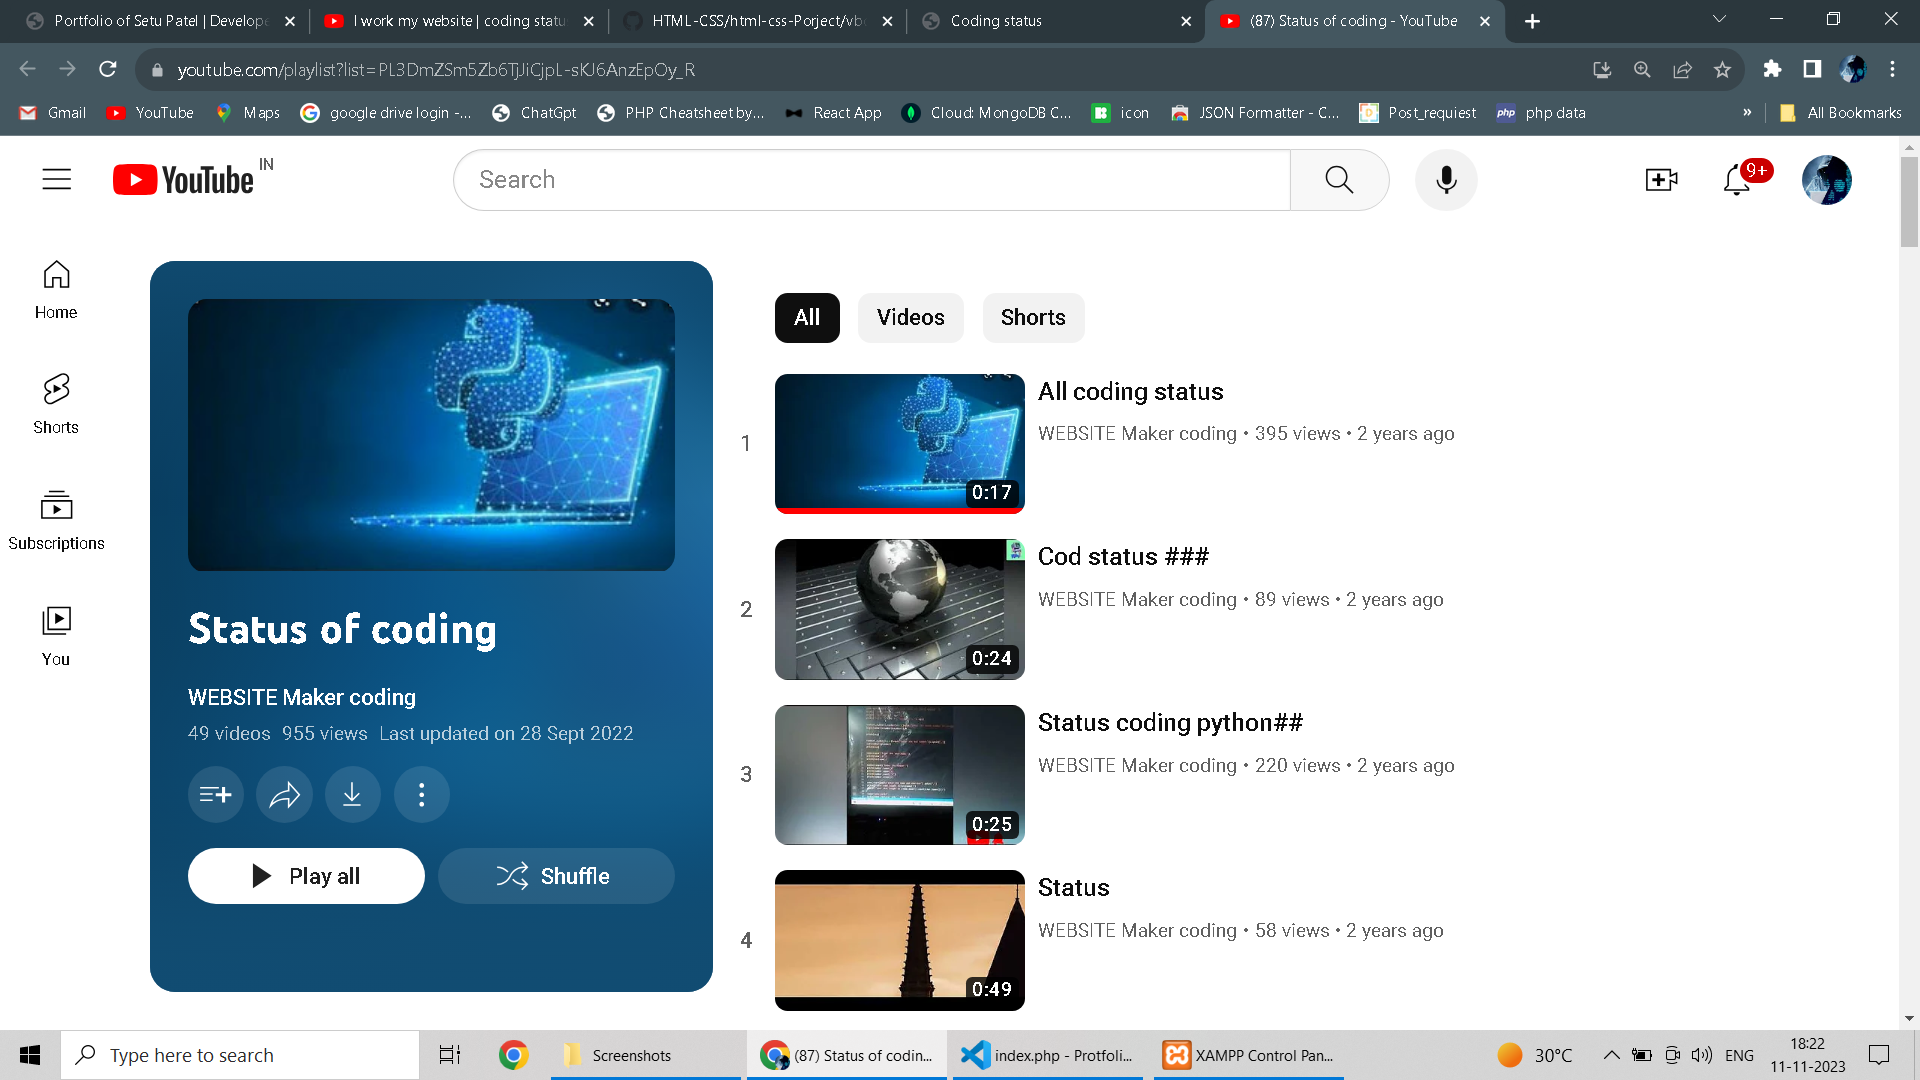 Portfolio of Setu Patel | Develope
I work my website | coding statu
HTML-CSS/html-css-Porject/vbo
Coding status
(87) Status of coding - YouTube
youtube.com/playlist?list=PL3DmZSm5Zb6TJJiCjpL-sKJ6AnzEpOy_R
Gmail
YouTube
Maps
google drive login -...
ChatGpt
PHP Cheatsheet by...
React App
Cloud: MongoDB C...
icon
JSON Formatter - C...
Post_requiest
php data
»
All Bookmarks
YouTube IN
Search
9+
Home
Shorts
Subscriptions
You
Status of coding
WEBSITE Maker coding
49 videos 955 views Last updated on 28 Sept 2022
Play all
Shuffle
All
Videos
Shorts
1
0:17
All coding status
WEBSITE Maker coding • 395 views • 2 years ago
2
0:24
Cod status ###
WEBSITE Maker coding • 89 views • 2 years ago
3
0:25
Status coding python##
WEBSITE Maker coding • 220 views • 2 years ago
4
0:49
Status
WEBSITE Maker coding • 58 views • 2 years ago
Type here to search
Screenshots
(87) Status of codin...
index.php - Protfoli...
XAMPP Control Pan...
30°C
ENG
18:22
11-11-2023